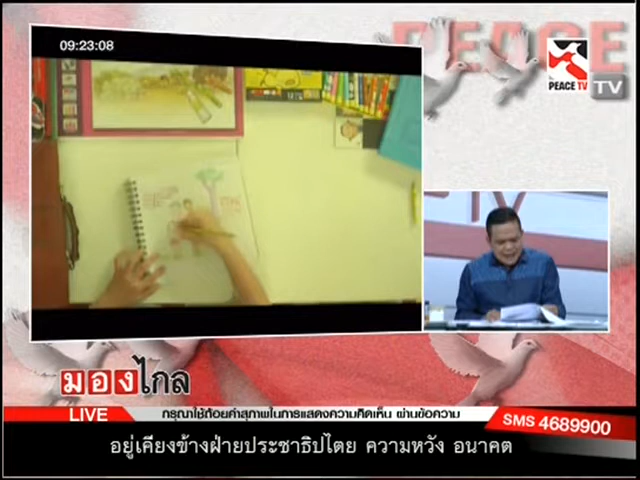 09:23:08
PEACE
PEACE TV
TV
TV
มองไกล
LIVE
กรุณาใช้ถ้อยคำสุภาพในการแสดงความคิดเห็น ผ่านข้อความ
SMS 4689900
อยู่เคียงข้างฝ่ายประชาธิปไตย ความหวัง อนาคต